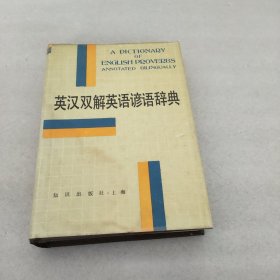 A DICTIONARY
OF
ENGLISH PROVERBS
ANNOTATED BILINGUALLY
英汉双解英语谚语辞典
知识出版社·上海